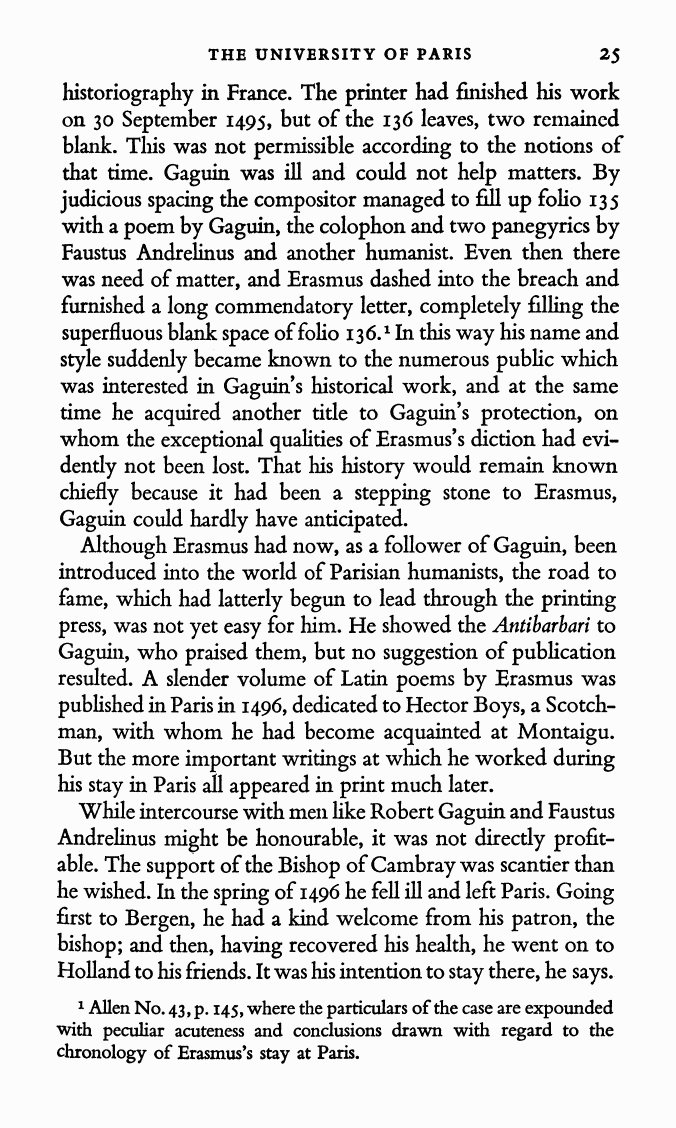 THE UNIVERSITY OF PARIS 25
historiography in France. The printer had finished his work
on 30 September 1495, but of the 136 leaves, two remained
blank. This was not permissible according to the notions of
that time. Gaguin was ill and could not help matters. By
judicious spacing the compositor managed to fill up folio 135
with a poem by Gaguin, the colophon and two panegyrics by
Faustus Andrelinus and another humanist. Even then there
was need of matter, and Erasmus dashed into the breach and
furnished a long commendatory letter, completely filling the
superfluous blank space of folio 136.¹ In this way his name and
style suddenly became known to the numerous public which
was interested in Gaguin's historical work, and at the same
time he acquired another title to Gaguin's protection, on
whom the exceptional qualities of Erasmus's diction had evi-
dently not been lost. That his history would remain known
chiefly because it had been a stepping stone to Erasmus,
Gaguin could hardly have anticipated.
Although Erasmus had now, as a follower of Gaguin, been
introduced into the world of Parisian humanists, the road to
fame, which had latterly begun to lead through the printing
press, was not yet easy for him. He showed the Antibarbari to
Gaguin, who praised them, but no suggestion of publication
resulted. A slender volume of Latin poems by Erasmus was
published in Paris in 1496, dedicated to Hector Boys, a Scotch-
man, with whom he had become acquainted at Montaigu.
But the more important writings at which he worked during
his stay in Paris all appeared in print much later.
While intercourse with men like Robert Gaguin and Faustus
Andrelinus might be honourable, it was not directly profit-
able. The support of the Bishop of Cambray was scantier than
he wished. In the spring of 1496 he fell ill and left Paris. Going
first to Bergen, he had a kind welcome from his patron, the
bishop; and then, having recovered his health, he went on to
Holland to his friends. It was his intention to stay there, he says.
¹ Allen No. 43, p. 145, where the particulars of the case are expounded
with peculiar acuteness and conclusions drawn with regard to the
chronology of Erasmus's stay at Paris.